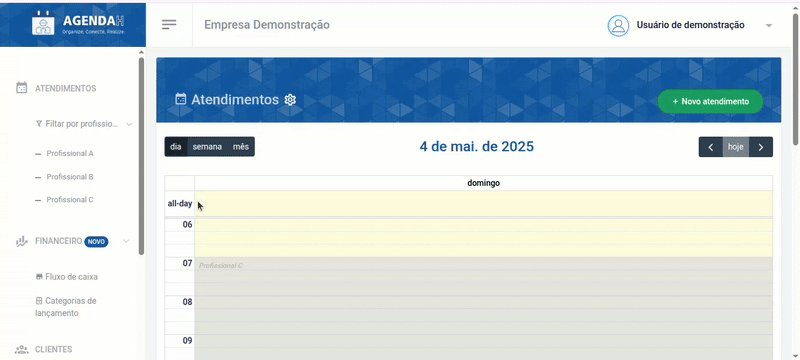 AGENDAH
Organize. Conecte. Realize.
Empresa Demonstração
Usuário de demonstração
ATENDIMENTOS
Filtrar por professio...
Profissional A
Profissional B
Profissional C
FINANCEIRO NOVO
Fluxo de caixa
Categorias de
lançamento
CLIENTES
Atendimentos
+ Novo atendimento
dia semana mês
4 de mai. de 2025
hoje
domingo
all-day
06
07
Profissional C
08
09